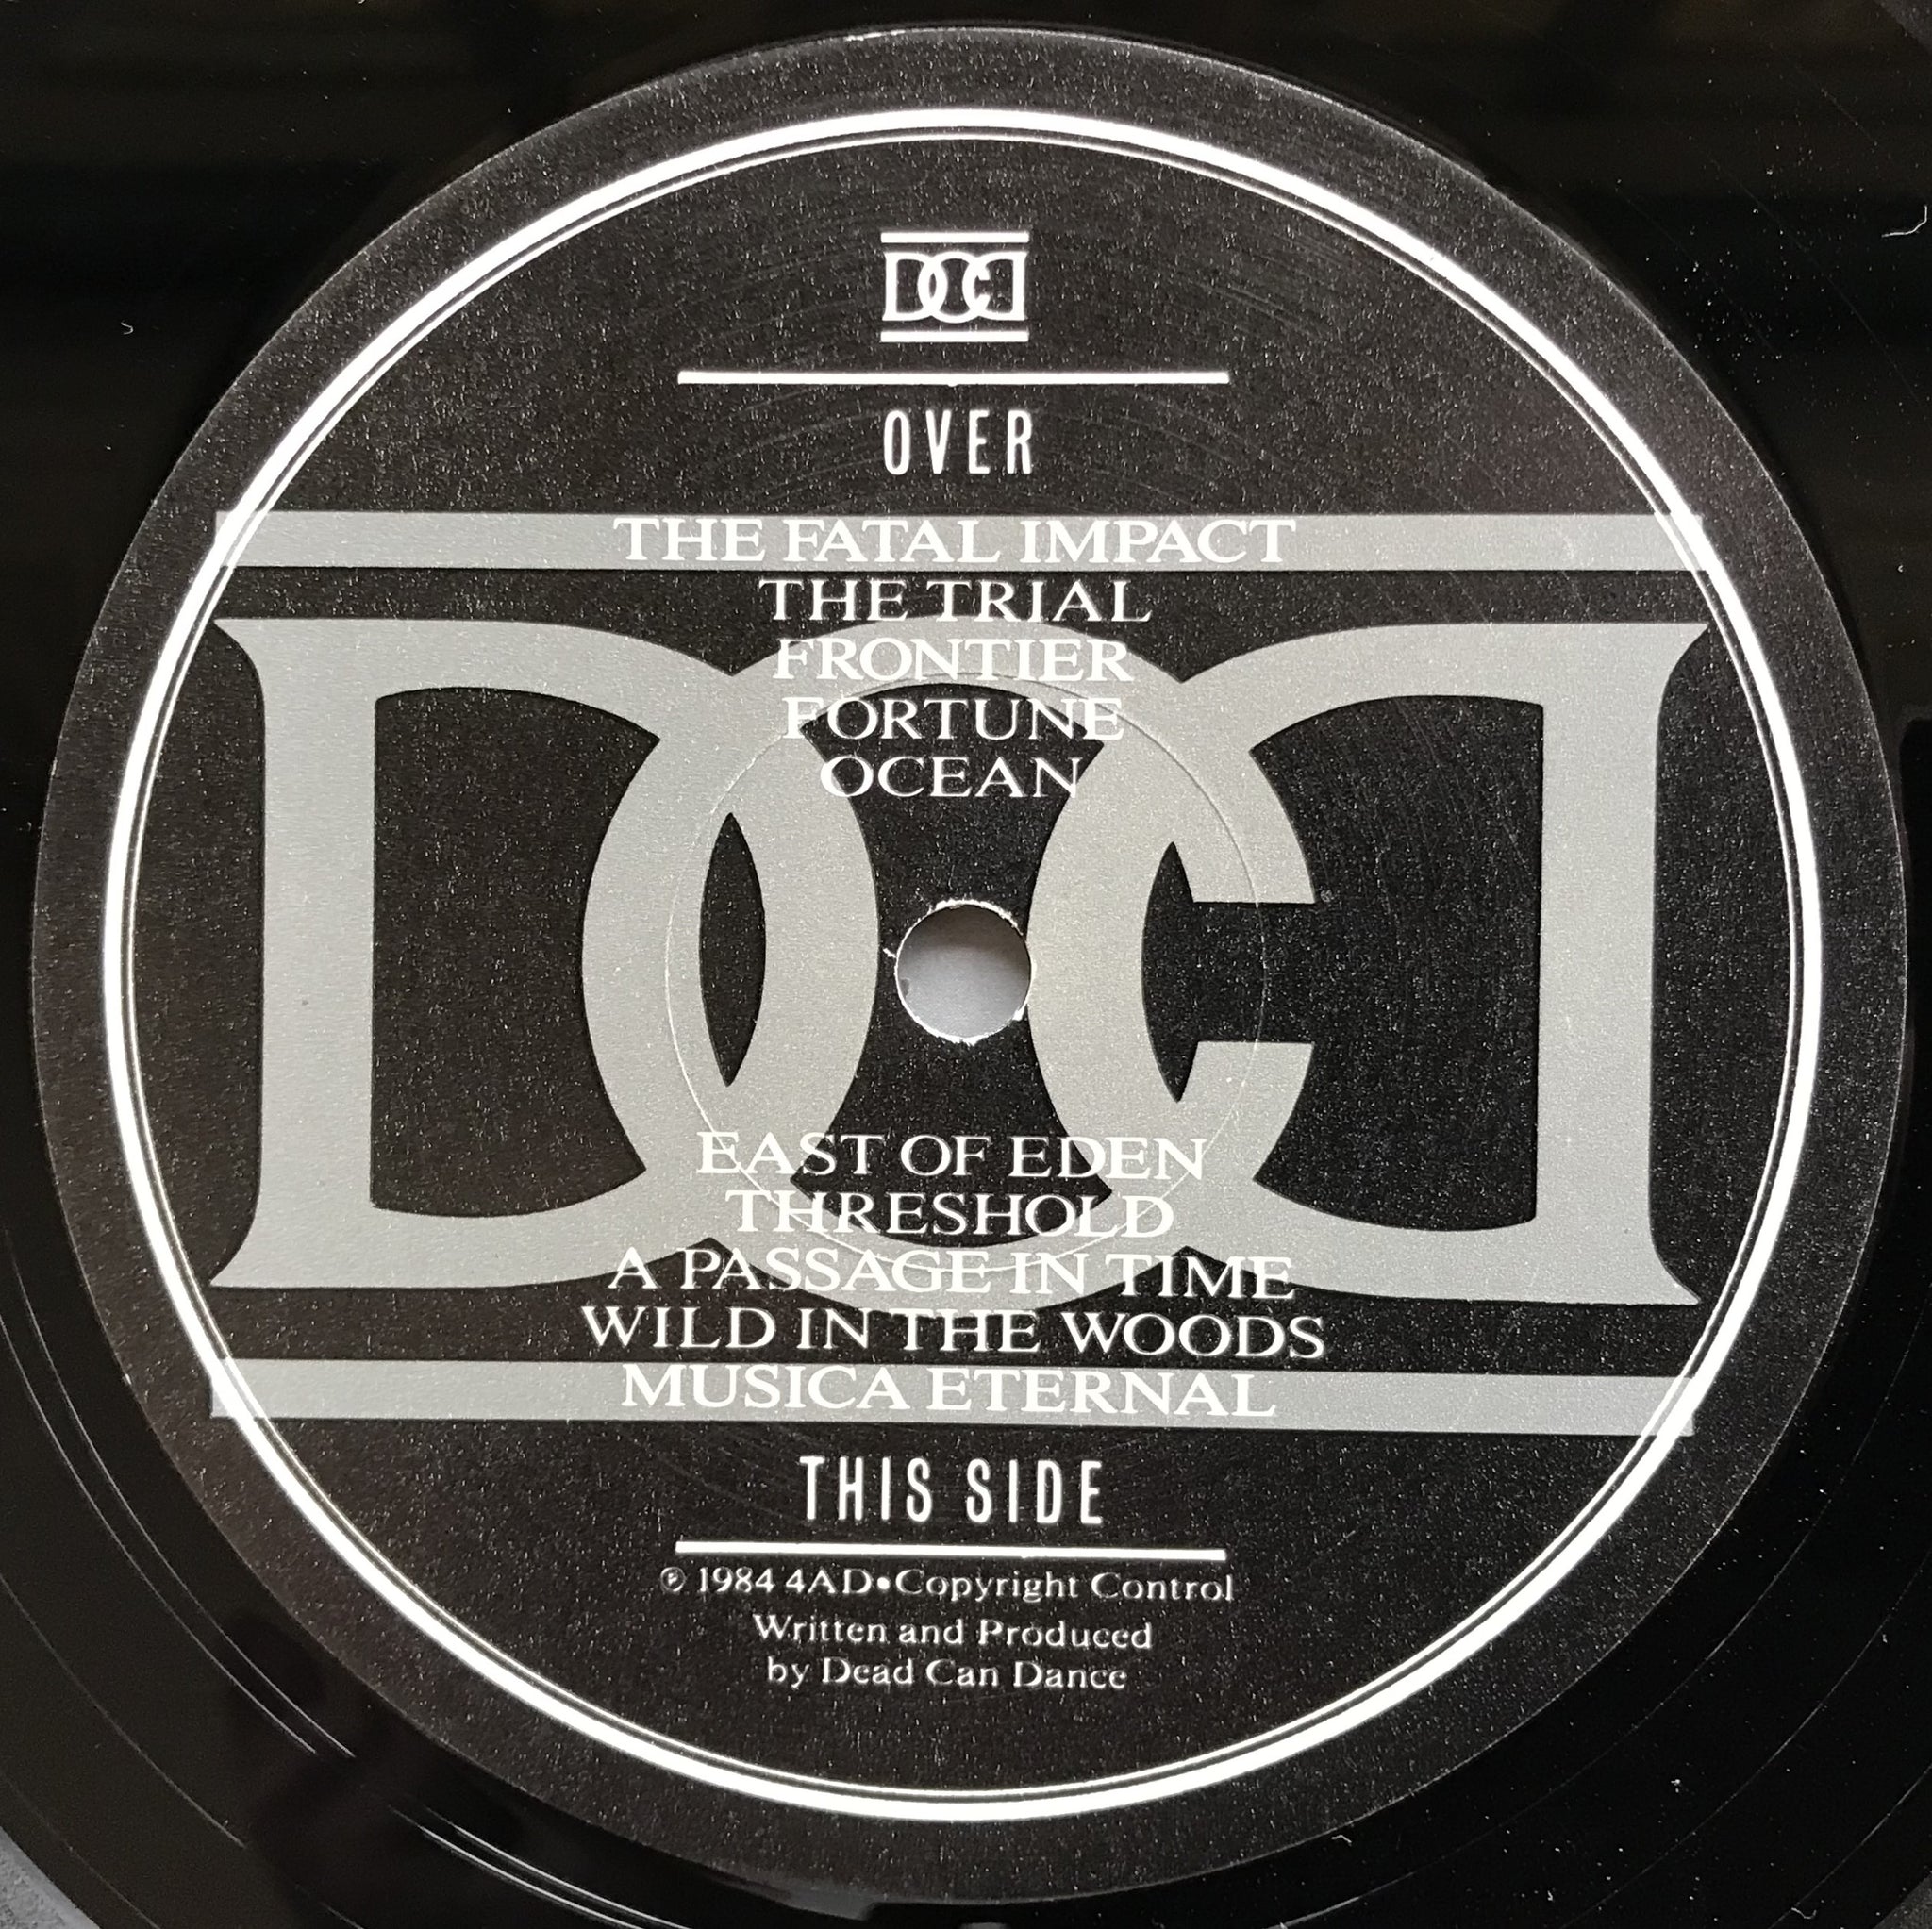 DCD
OVER
THE FATAL IMPACT
THE TRIAL
FRONTIER
FORTUNE
OCEAN
DCD
EAST OF EDEN
THRESHOLD
A PASSAGE IN TIME
WILD IN THE WOODS
MUSICA ETERNAL
THIS SIDE
℗ 1984 4AD•Copyright Control
Written and Produced
by Dead Can Dance